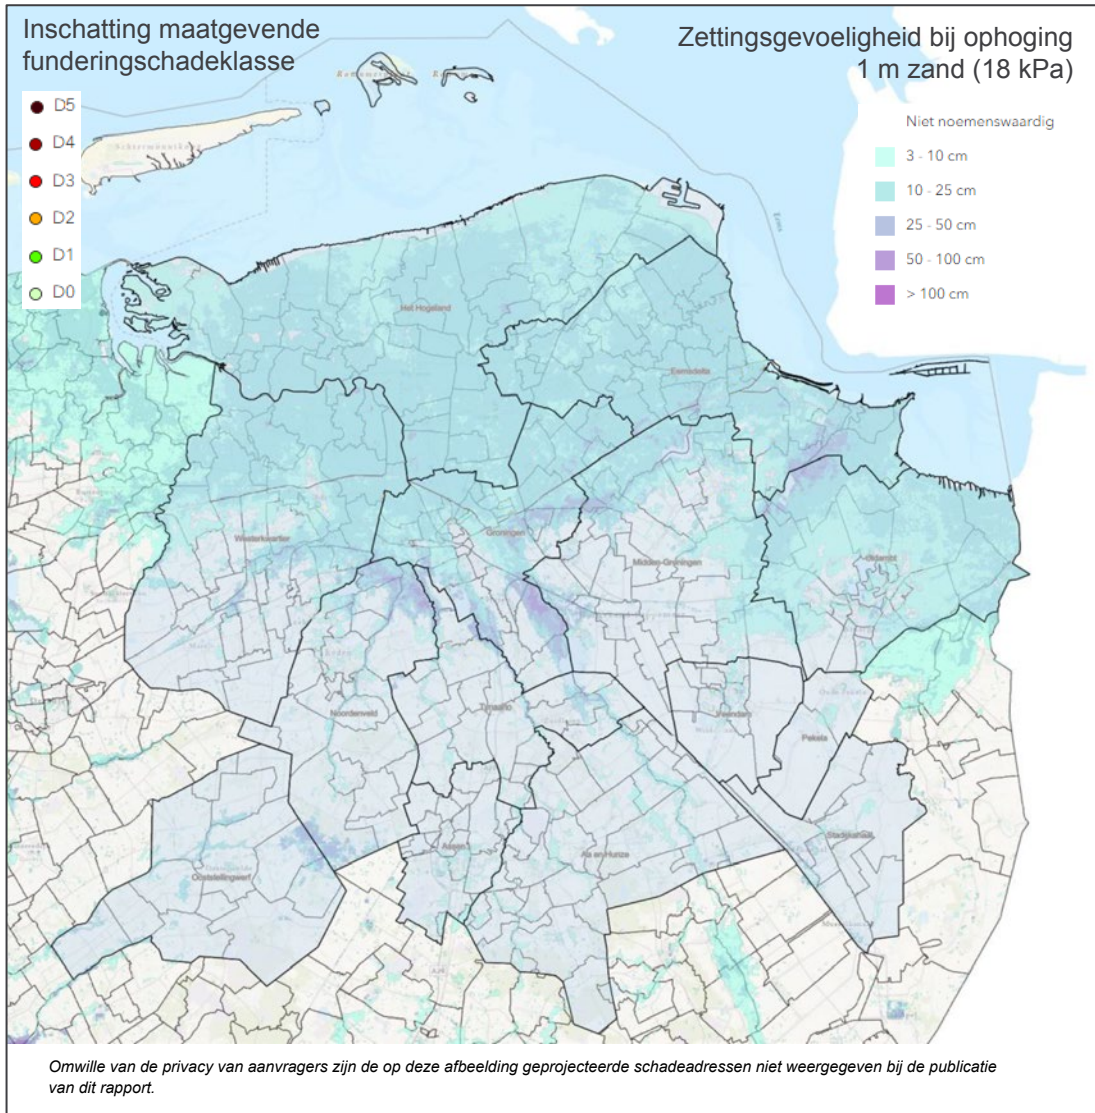 Inschatting maatgevende
funderingschadeklasse
D5
D4
D3
D2
D1
D0
Zettingsgevoeligheid bij ophoging
1 m zand (18 kPa)
Niet noemenswaardig
3 - 10 cm
10 - 25 cm
25 - 50 cm
50 - 100 cm
> 100 cm
Schiermonnikoog
Eems
Het Hogeland
Eemsdelta
Westerkwartier
Groningen
Midden-Groningen
Oldambt
Noordenveld
Tynaarlo
Veendam
Pekela
Stadskanaal
Assen
Aa en Hunze
Ooststellingwerf
Omwille van de privacy van aanvragers zijn de op deze afbeelding geprojecteerde schadeadressen niet weergegeven bij de publicatie
van dit rapport.